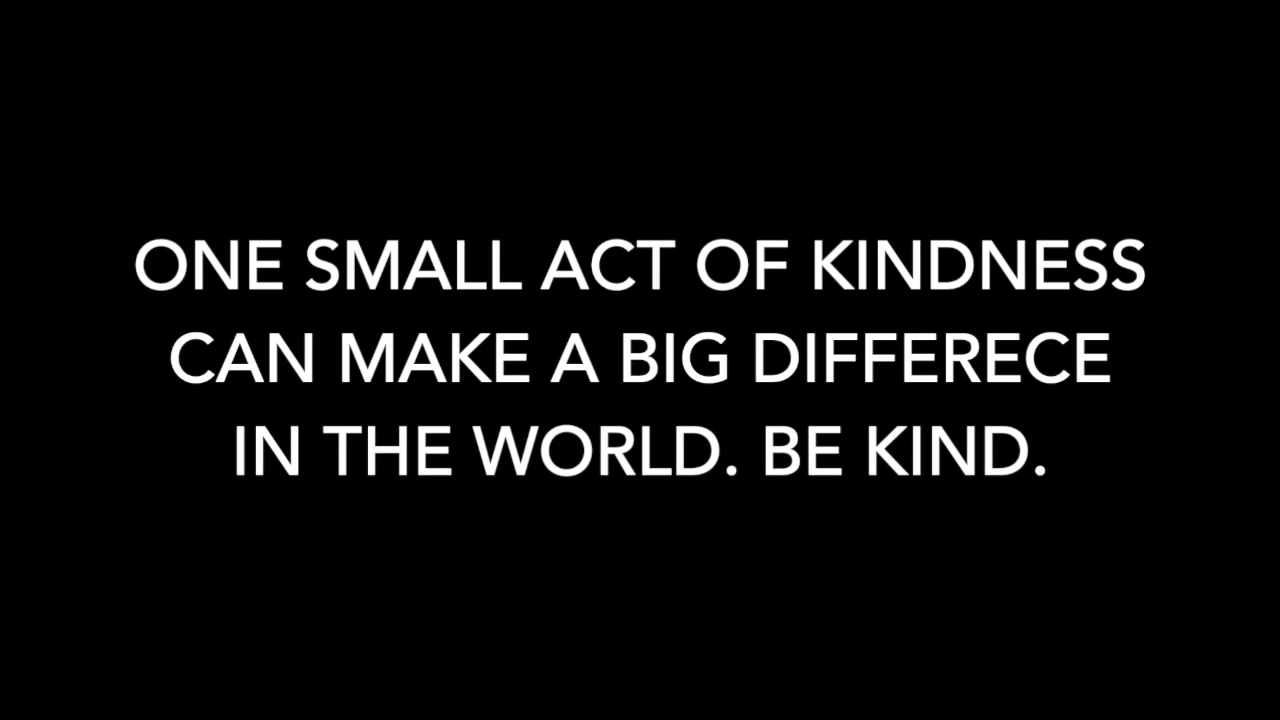 ONE SMALL ACT OF KINDNESS
CAN MAKE A BIG DIFFERECE
IN THE WORLD. BE KIND.